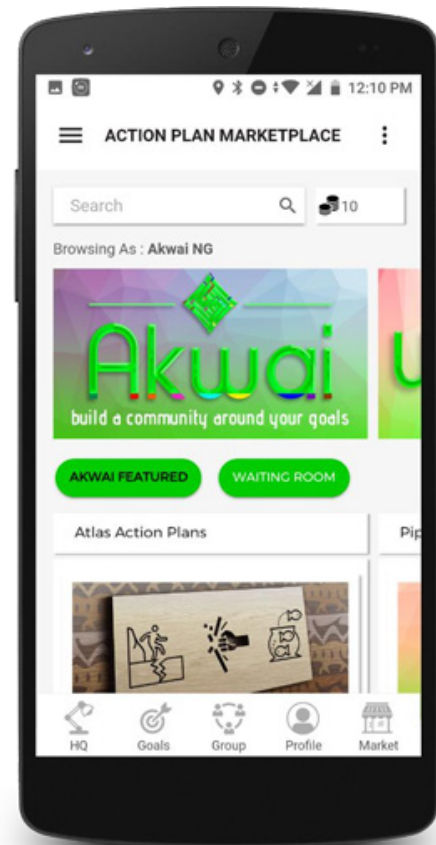 12:10 PM
ACTION PLAN MARKETPLACE
Search
10
Browsing As : Akwai NG
Akwai
build a community around your goals
AKWAI FEATURED
WAITING ROOM
Atlas Action Plans
Pip
HQ
Goals
Group
Profile
Market